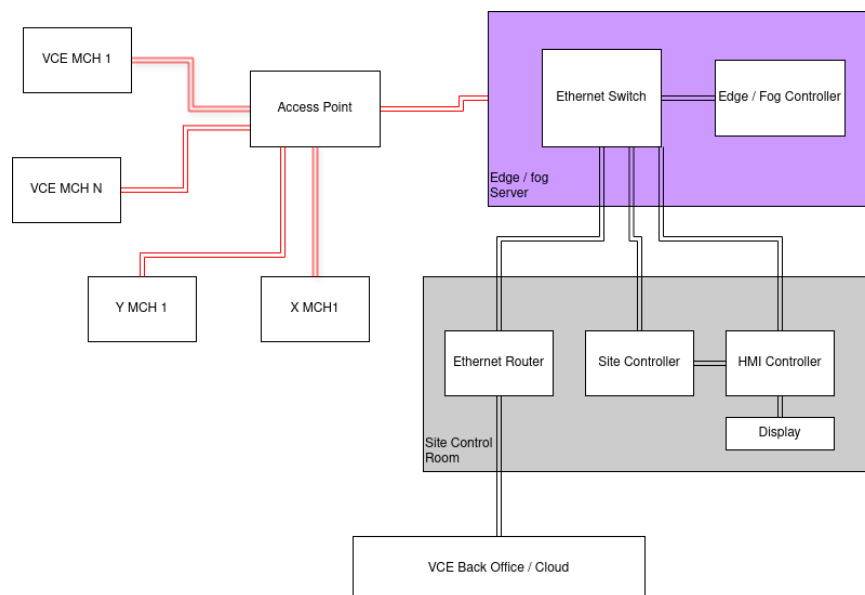 VCE MCH 1
Access Point
Ethernet Switch
Edge / Fog Controller
VCE MCH N
Edge / fog
Server
Y MCH 1
X MCH1
Ethernet Router
Site Controller
HMI Controller
Display
Site Control
Room
VCE Back Office / Cloud